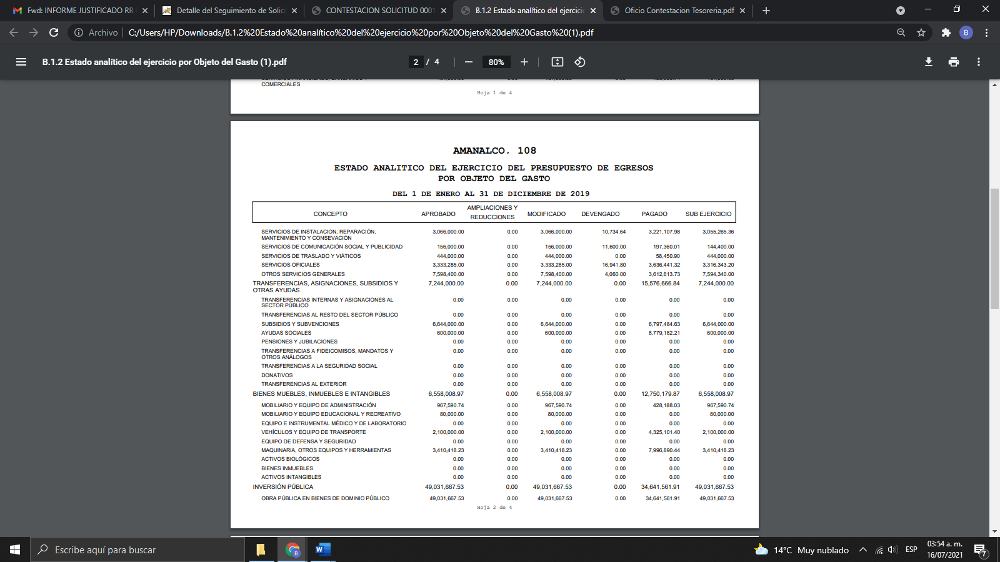 Fwd: INFORME JUSTIFICADO RR
Detalle del Seguimiento de Solici
CONTESTACION SOLICITUD 0001
B.1.2 Estado analítico del ejercicio
Oficio Contestacion Tesoreria.pdf
Archivo
C:/Users/HP/Downloads/B.1.2%20Estado%20analítico%20del%20ejercicio%20por%20Objeto%20del%20Gasto%20(1).pdf
B
B.1.2 Estado analítico del ejercicio por Objeto del Gasto (1).pdf
2 / 4
80%
COMERCIALES
Hoja 1 de 4
AMANALCO. 108
ESTADO ANALITICO DEL EJERCICIO DEL PRESUPUESTO DE EGRESOS
POR OBJETO DEL GASTO
DEL 1 DE ENERO AL 31 DE DICIEMBRE DE 2019
CONCEPTO APROBADO AMPLIACIONES Y REDUCCIONES MODIFICADO DEVENGADO PAGADO SUB EJERCICIO
SERVICIOS DE INSTALACION, REPARACIÓN, 3,066,000.00 0.00 3,066,000.00 10,734.64 3,221,107.98 3,055,265.36
MANTENIMIENTO Y CONSEVACIÓN
SERVICIOS DE COMUNICACIÓN SOCIAL Y PUBLICIDAD 156,000.00 0.00 156,000.00 11,600.00 197,360.01 144,400.00
SERVICIOS DE TRASLADO Y VIÁTICOS 444,000.00 0.00 444,000.00 0.00 58,450.90 444,000.00
SERVICIOS OFICIALES 3,333,285.00 0.00 3,333,285.00 16,941.80 3,636,441.32 3,316,343.20
OTROS SERVICIOS GENERALES 7,598,400.00 0.00 7,598,400.00 4,060.00 3,612,613.73 7,594,340.00
TRANSFERENCIAS, ASIGNACIONES, SUBSIDIOS Y 7,244,000.00 0.00 7,244,000.00 0.00 15,576,666.84 7,244,000.00
OTRAS AYUDAS
TRANSFERENCIAS INTERNAS Y ASIGNACIONES AL 0.00 0.00 0.00 0.00 0.00 0.00
SECTOR PÚBLICO
TRANSFERENCIAS AL RESTO DEL SECTOR PÚBLICO 0.00 0.00 0.00 0.00 0.00 0.00
SUBSIDIOS Y SUBVENCIONES 6,644,000.00 0.00 6,644,000.00 0.00 6,797,484.63 6,644,000.00
AYUDAS SOCIALES 600,000.00 0.00 600,000.00 0.00 8,779,182.21 600,000.00
PENSIONES Y JUBILACIONES 0.00 0.00 0.00 0.00 0.00 0.00
TRANSFERENCIAS A FIDEICOMISOS, MANDATOS Y 0.00 0.00 0.00 0.00 0.00 0.00
OTROS ANÁLOGOS
TRANSFERENCIAS A LA SEGURIDAD SOCIAL 0.00 0.00 0.00 0.00 0.00 0.00
DONATIVOS 0.00 0.00 0.00 0.00 0.00 0.00
TRANSFERENCIAS AL EXTERIOR 0.00 0.00 0.00 0.00 0.00 0.00
BIENES MUEBLES, INMUEBLES E INTANGIBLES 6,558,008.97 0.00 6,558,008.97 0.00 12,750,179.87 6,558,008.97
MOBILIARIO Y EQUIPO DE ADMINISTRACIÓN 967,590.74 0.00 967,590.74 0.00 428,188.03 967,590.74
MOBILIARIO Y EQUIPO EDUCACIONAL Y RECREATIVO 80,000.00 0.00 80,000.00 0.00 0.00 80,000.00
EQUIPO E INSTRUMENTAL MÉDICO Y DE LABORATORIO 0.00 0.00 0.00 0.00 0.00 0.00
VEHÍCULOS Y EQUIPO DE TRANSPORTE 2,100,000.00 0.00 2,100,000.00 0.00 4,325,101.40 2,100,000.00
EQUIPO DE DEFENSA Y SEGURIDAD 0.00 0.00 0.00 0.00 0.00 0.00
MAQUINARIA, OTROS EQUIPOS Y HERRAMIENTAS 3,410,418.23 0.00 3,410,418.23 0.00 7,996,890.44 3,410,418.23
ACTIVOS BIOLÓGICOS 0.00 0.00 0.00 0.00 0.00 0.00
BIENES INMUEBLES 0.00 0.00 0.00 0.00 0.00 0.00
ACTIVOS INTANGIBLES 0.00 0.00 0.00 0.00 0.00 0.00
INVERSIÓN PÚBLICA 49,031,667.53 0.00 49,031,667.53 0.00 34,641,561.91 49,031,667.53
OBRA PÚBLICA EN BIENES DE DOMINIO PÚBLICO 49,031,667.53 0.00 49,031,667.53 0.00 34,641,561.91 49,031,667.53
Hoja 2 de 4
Escribe aquí para buscar
14°C Muy nublado
ESP
03:54 a. m.
16/07/2021
7